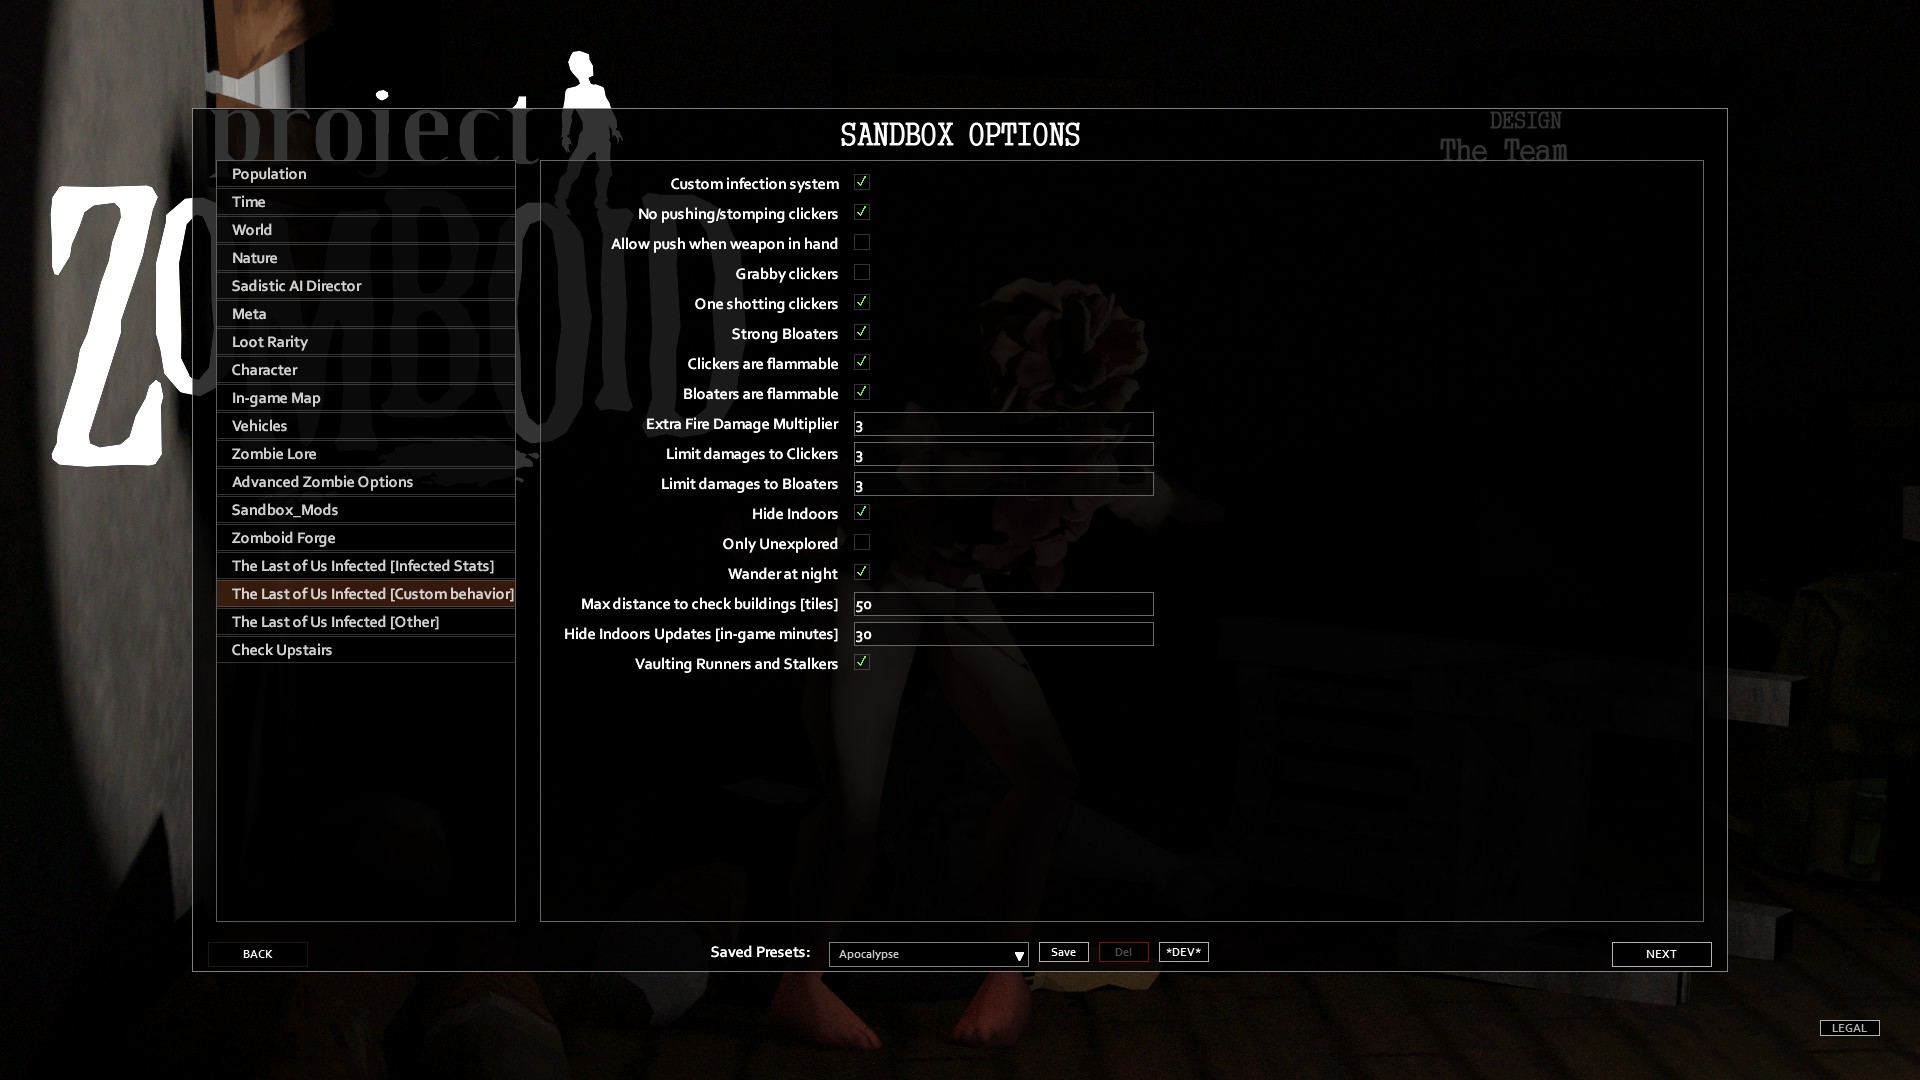 project
ZOMBOID
SANDBOX OPTIONS
DESIGN
The Team
Population
Time
World
Nature
Sadistic AI Director
Meta
Loot Rarity
Character
In-game Map
Vehicles
Zombie Lore
Advanced Zombie Options
Sandbox_Mods
Zomboid Forge
The Last of Us Infected [Infected Stats]
The Last of Us Infected [Custom behavior]
The Last of Us Infected [Other]
Check Upstairs
Custom infection system
No pushing/stomping clickers
Allow push when weapon in hand
Grabby clickers
One shotting clickers
Strong Bloaters
Clickers are flammable
Bloaters are flammable
Extra Fire Damage Multiplier 3
Limit damages to Clickers 3
Limit damages to Bloaters 3
Hide Indoors
Only Unexplored
Wander at night
Max distance to check buildings [tiles] 50
Hide Indoors Updates [in-game minutes] 30
Vaulting Runners and Stalkers
BACK
Saved Presets: Apocalypse Save Del *DEV*
NEXT
LEGAL